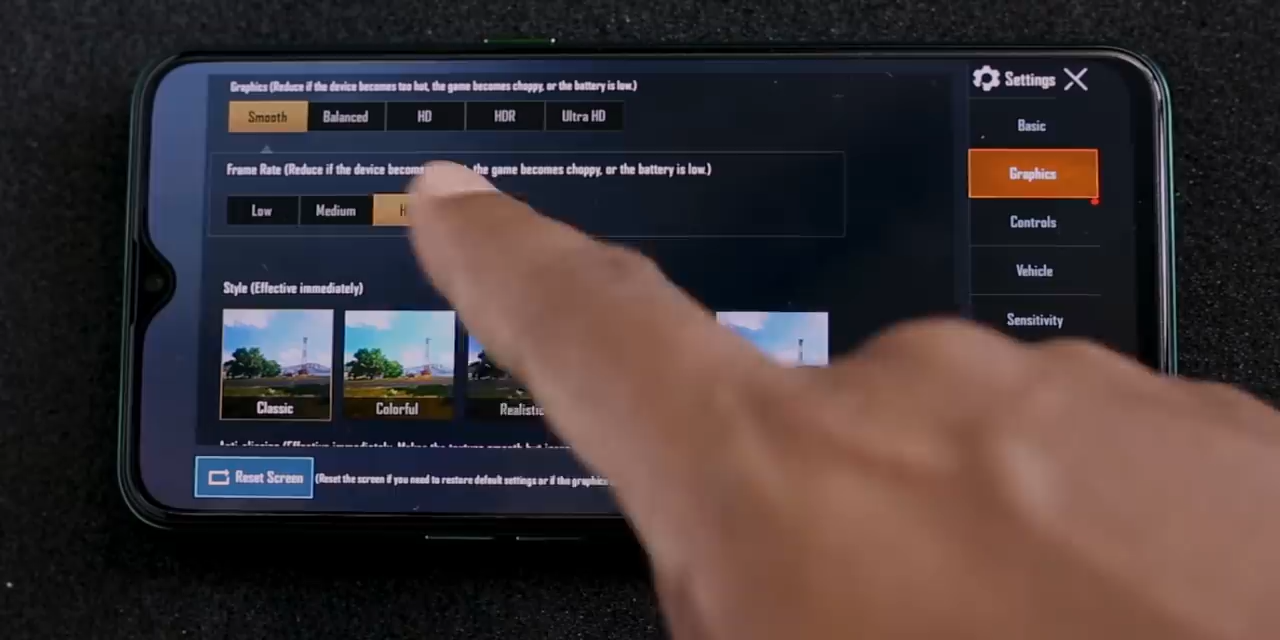 Graphics (Reduce if the device becomes too hot, the game becomes choppy, or the battery is low.)
Smooth
Balanced
HD
HDR
Ultra HD
Frame Rate (Reduce if the device the game becomes choppy, or the battery is low.)
Low
Medium
Style (Effective immediately)
Classic
Colorful
Realistic
Reset Screen
(Reset the screen if you need to restore default settings or if the
Settings
Basic
Graphics
Controls
Vehicle
Sensitivity